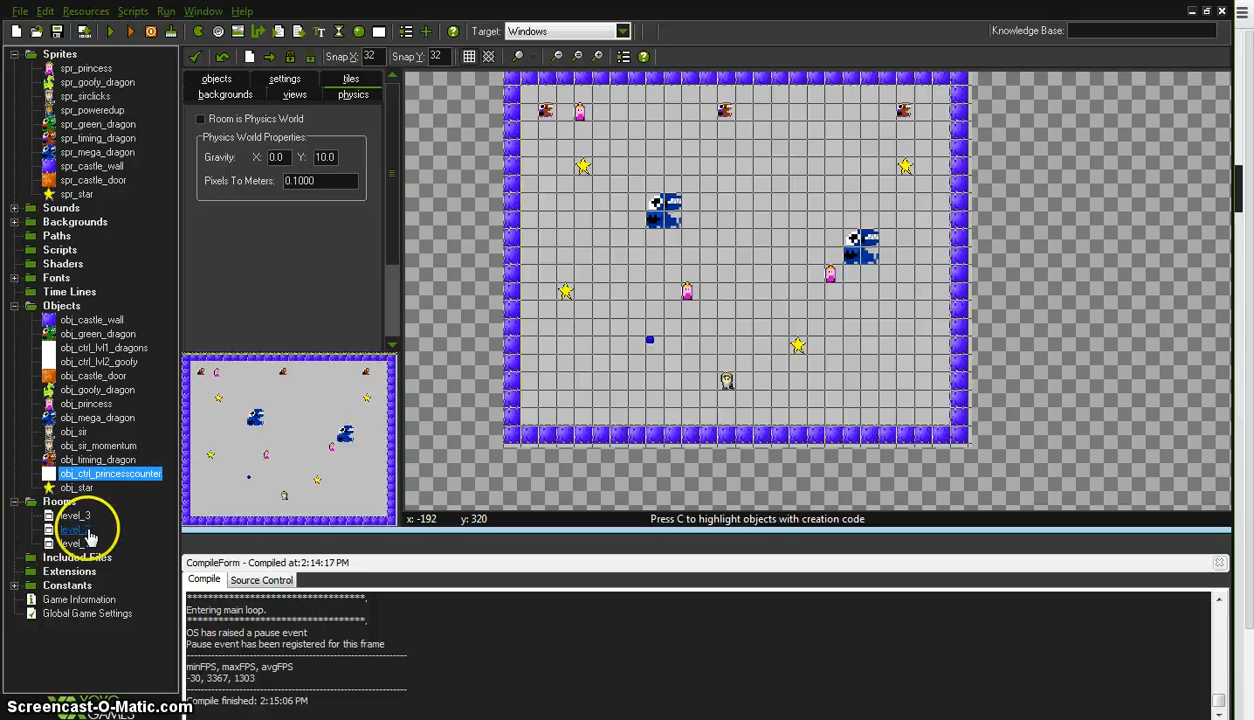 File Edit Resources Scripts Run Window Help
Target: Windows Knowledge Base:
Snap X: 32 Snap Y: 32
Sprites
spr_princess
spr_goofy_dragon
spr_sirclicks
spr_poweredup
spr_green_dragon
spr_timing_dragon
spr_mega_dragon
spr_castle_wall
spr_castle_door
spr_star
Sounds
Backgrounds
Paths
Scripts
Shaders
Fonts
Time Lines
Objects
obj_castle_wall
obj_green_dragon
obj_ctrl_lvl1_dragons
obj_ctrl_lvl2_goofy
obj_castle_door
obj_goofy_dragon
obj_princess
obj_mega_dragon
obj_sir
obj_sir_momentum
obj_timing_dragon
obj_ctrl_princesscounter
obj_star
Rooms
level_3
Included Files
Extensions
Constants
Game Information
Global Game Settings
objects settings tiles
backgrounds views physics
Room is Physics World
Physics World Properties:
Gravity: X: 0.0 Y: 10.0
Pixels To Meters: 0.1000
x: -192 y: 320 Press C to highlight objects with creation code
CompileForm - Compiled at:2:14:17 PM
Compile Source Control
***************************************.
Entering main loop.
***************************************.
OS has raised a pause event
Pause event has been registered for this frame
minFPS, maxFPS, avgFPS
-30, 3367, 1303
Compile finished: 2:15:06 PM
Screencast-O-Matic.com